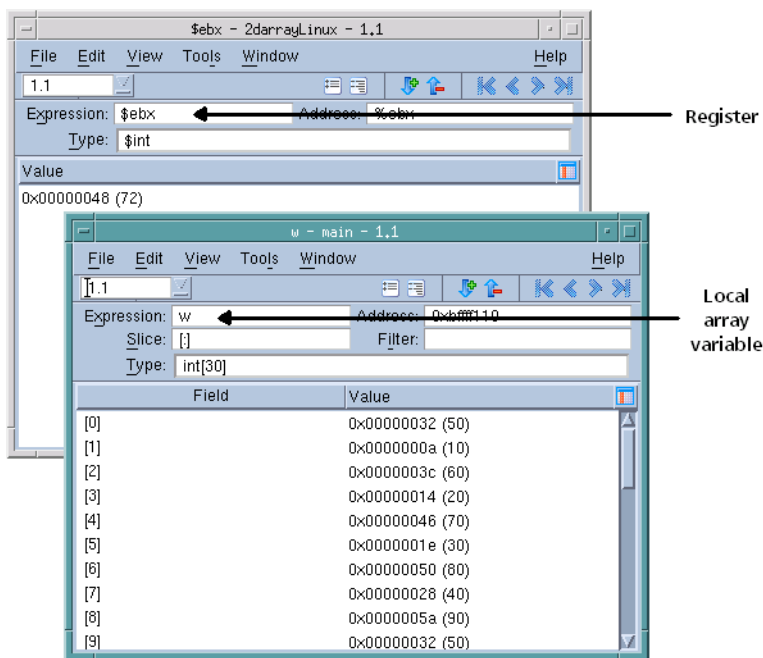 $ebx - 2darrayLinux - 1.1
File Edit View Tools Window Help
1.1
Expression: $ebx Address: %ebx
Type: $int
Value
0x00000048 (72)
Register
w - main - 1.1
File Edit View Tools Window Help
1.1
Expression: w Address: 0xbffff110
Slice: [:] Filter:
Type: int[30]
Field Value
[0] 0x00000032 (50)
[1] 0x0000000a (10)
[2] 0x0000003c (60)
[3] 0x00000014 (20)
[4] 0x00000046 (70)
[5] 0x0000001e (30)
[6] 0x00000050 (80)
[7] 0x00000028 (40)
[8] 0x0000005a (90)
[9] 0x00000032 (50)
Local
array
variable